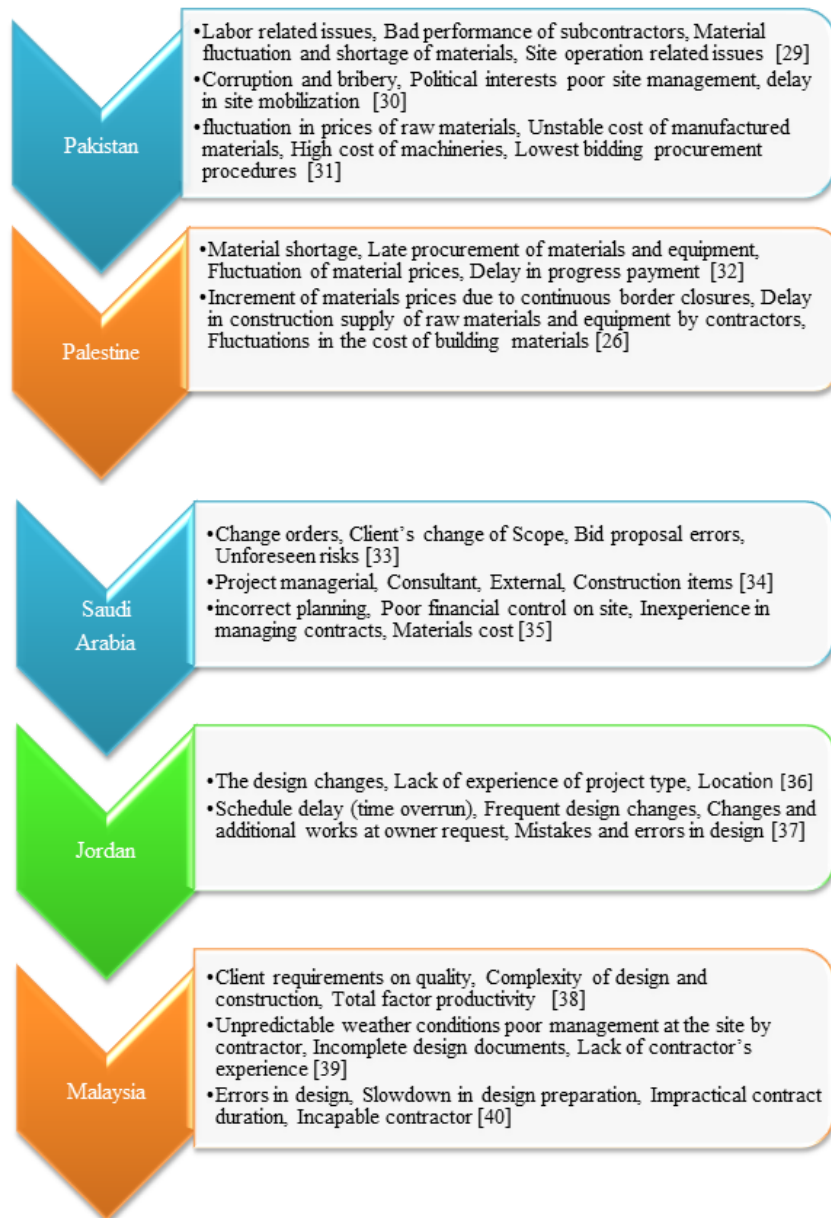 •Labor related issues, Bad performance of subcontractors, Material
fluctuation and shortage of materials, Site operation related issues [29]
•Corruption and bribery, Political interests poor site management, delay
in site mobilization [30]
•fluctuation in prices of raw materials, Unstable cost of manufactured
materials, High cost of machineries, Lowest bidding procurement
procedures [31]
Pakistan
•Material shortage, Late procurement of materials and equipment,
Fluctuation of material prices, Delay in progress payment [32]
•Increment of materials prices due to continuous border closures, Delay
in construction supply of raw materials and equipment by contractors,
Fluctuations in the cost of building materials [26]
Palestine
•Change orders, Client’s change of Scope, Bid proposal errors,
Unforeseen risks [33]
•Project managerial, Consultant, External, Construction items [34]
•incorrect planning, Poor financial control on site, Inexperience in
managing contracts, Materials cost [35]
Saudi
Arabia
•The design changes, Lack of experience of project type, Location [36]
•Schedule delay (time overrun), Frequent design changes, Changes and
additional works at owner request, Mistakes and errors in design [37]
Jordan
•Client requirements on quality, Complexity of design and
construction, Total factor productivity [38]
•Unpredictable weather conditions poor management at the site by
contractor, Incomplete design documents, Lack of contractor’s
experience [39]
•Errors in design, Slowdown in design preparation, Impractical contract
duration, Incapable contractor [40]
Malaysia